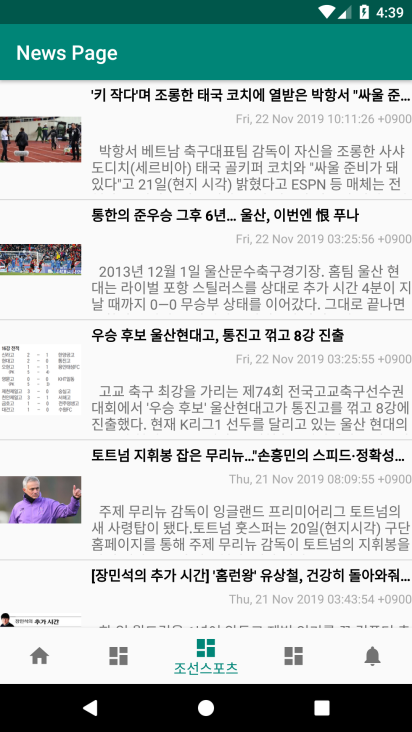 4:39
News Page
'키 작다'며 조롱한 태국 코치에 열받은 박항서 "싸울 준...
Fri, 22 Nov 2019 10:11:26 +0900
박항서 베트남 축구대표팀 감독이 자신을 조롱한 사샤
도디치(세르비아) 태국 골키퍼 코치와 "싸울 준비가 돼
있다"고 21일(현지 시각) 밝혔다고 ESPN 등 매체는 전
통한의 준우승 그후 6년... 울산, 이번엔 恨 푸나
Fri, 22 Nov 2019 03:25:56 +0900
2013년 12월 1일 울산문수축구경기장. 홈팀 울산 현
대는 라이벌 포항 스틸러스를 상대로 추가 시간 4분이 지
날 때까지 0―0 무승부 상태를 이어갔다. 그대로 끝나면
우승 후보 울산현대고, 통진고 꺾고 8강 진출
Fri, 22 Nov 2019 03:25:55 +0900
고교 축구 최강을 가리는 제74회 전국고교축구선수권
대회에서 '우승 후보' 울산현대고가 통진고를 꺾고 8강에
진출했다. 현재 K리그1 선두를 달리고 있는 울산 현대의
토트넘 지휘봉 잡은 무리뉴..."손흥민의 스피드·정확성...
Thu, 21 Nov 2019 08:09:55 +0900
주제 무리뉴 감독이 잉글랜드 프리미어리그 토트넘의
새 사령탑이 됐다.토트넘 홋스퍼는 20일(현지시각) 구단
홈페이지를 통해 주제 무리뉴 감독이 토트넘의 지휘봉을
[장민석의 추가 시간] '홈런왕' 유상철, 건강히 돌아와줘...
Thu, 21 Nov 2019 03:43:54 +0900
장민석의
추가 시간
조선스포츠